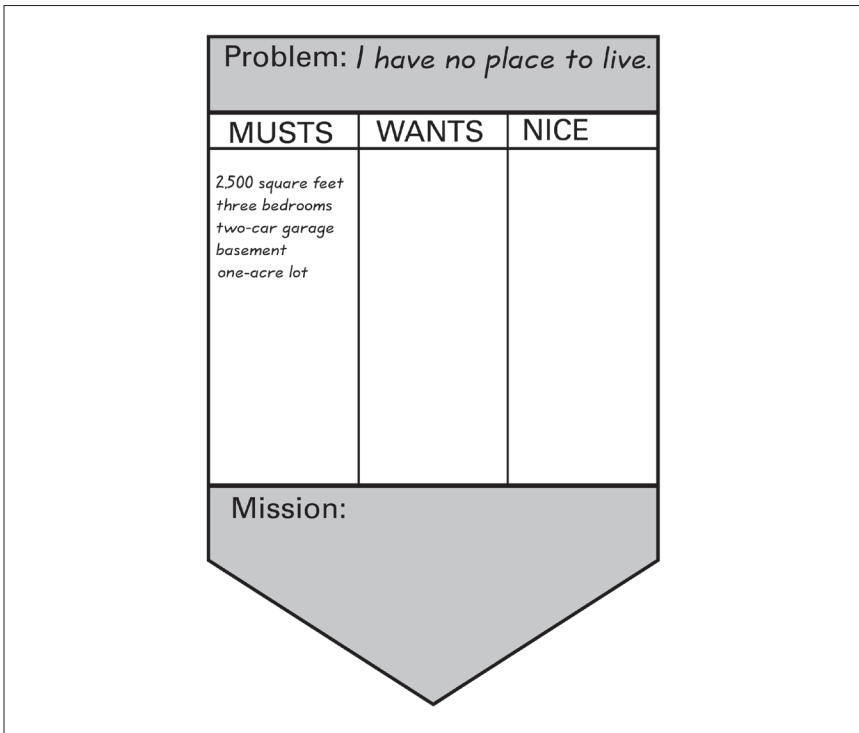 Problem: I have no place to live.
MUSTS WANTS NICE
2,500 square feet
three bedrooms
two-car garage
basement
one-acre lot
Mission: